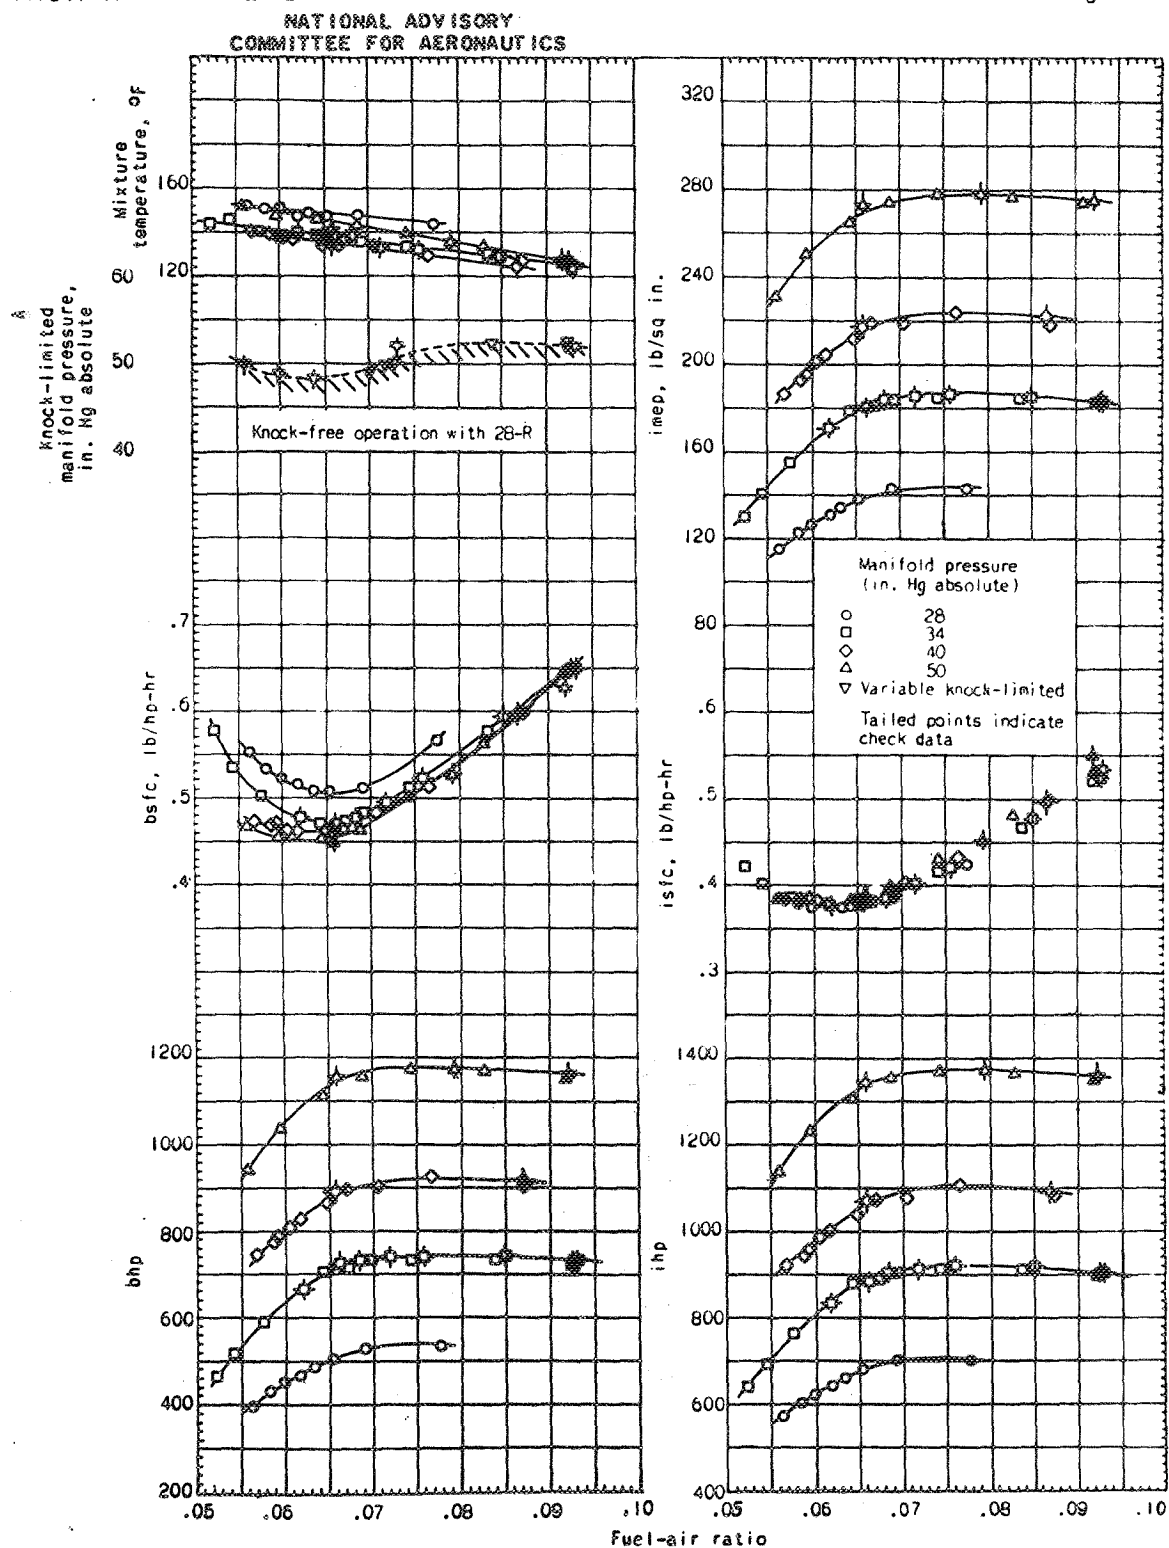 NATIONAL ADVISORY
COMMITTEE FOR AERONAUTICS
Mixture
temperature, °F
160
120
Knock-limited
manifold pressure,
in. Hg absolute
60
50
40
Knock-free operation with 28-R
bsfc, lb/hp-hr
.7
.6
.5
.4
bhp
1200
1000
800
600
400
200
.05
.06
.07
.08
.09
.10
imep, lb/sq in.
320
280
240
200
160
120
80
Manifold pressure
(in. Hg absolute)
28
34
40
50
Variable knock-limited
Tailed points indicate
check data
isfc, lb/hp-hr
.6
.5
.4
.3
ihp
1400
1200
1000
800
600
400
.05
.06
.07
.08
.09
.10
Fuel-air ratio